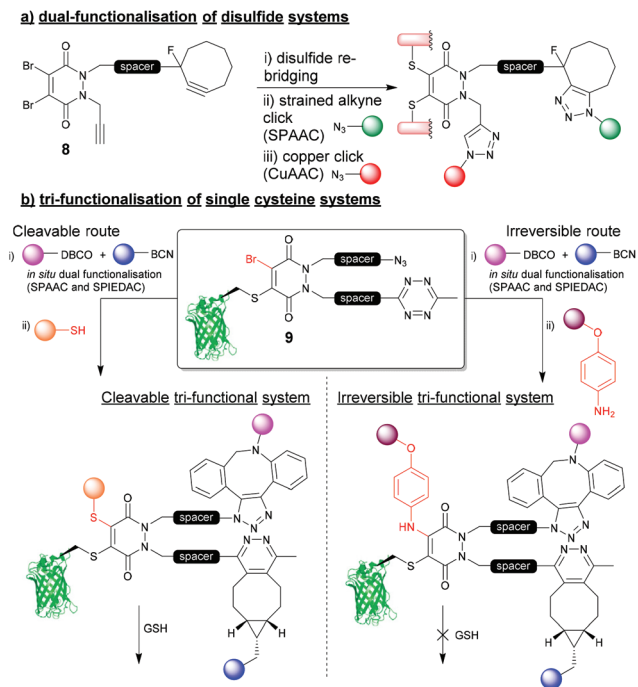 a) dual-functionalisation of disulfide systems
Br
Br
O
O
N
N
spacer
F
8
i) disulfide re-
bridging
ii) strained alkyne
click
(SPAAC)
N3
iii) copper click
(CuAAC)
N3
S
S
O
O
N
N
spacer
F
N
N
N
N
N
N
b) tri-functionalisation of single cysteine systems
Cleavable route
i)
DBCO +
BCN
in situ dual functionalisation
(SPAAC and SPIEDAC)
ii)
SH
Br
O
S
O
N
N
spacer
N3
spacer
N
N
N
N
9
Irreversible route
i)
DBCO +
BCN
in situ dual functionalisation
(SPAAC and SPIEDAC)
ii)
O
NH2
Cleavable tri-functional system
S
S
O
O
N
N
spacer
spacer
N
N
N
N
N
N
H
H
GSH
Irreversible tri-functional system
O
HN
S
O
O
N
N
spacer
spacer
N
N
N
N
N
N
H
H
GSH